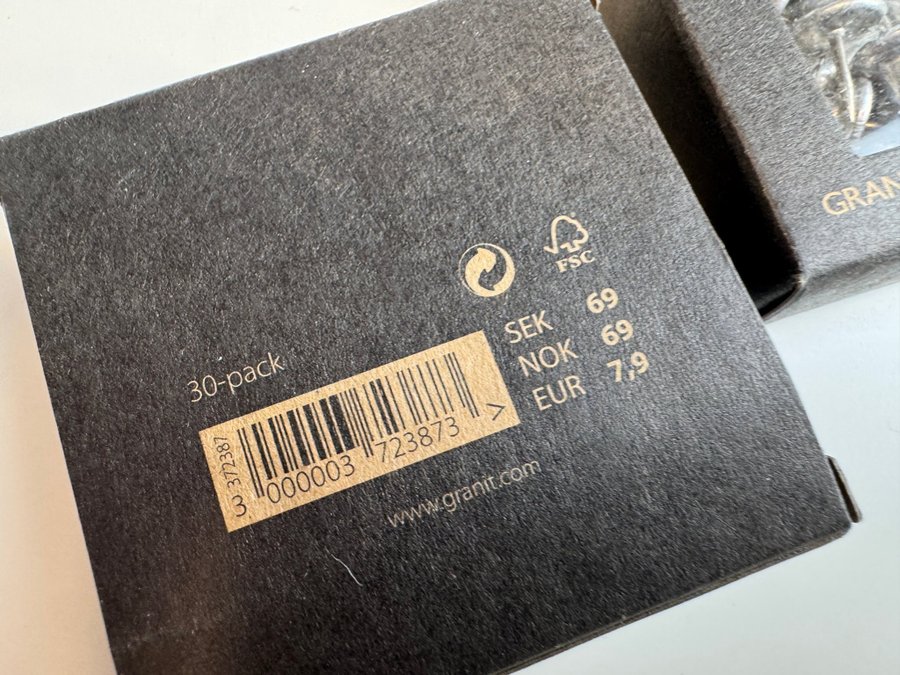 GRAN
FSC
SEK 69
NOK 69
EUR 7,9
30-pack
372387
3 000003 723873 >
www.granit.com